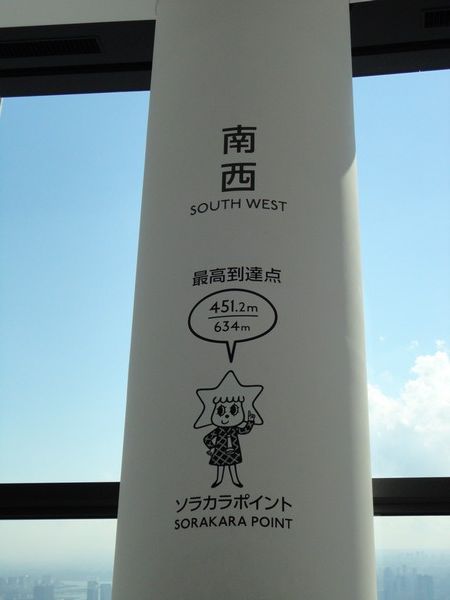 南
西
SOUTH WEST
最高到達点
451.2m
634m
ソラカラポイント
SORAKARA POINT